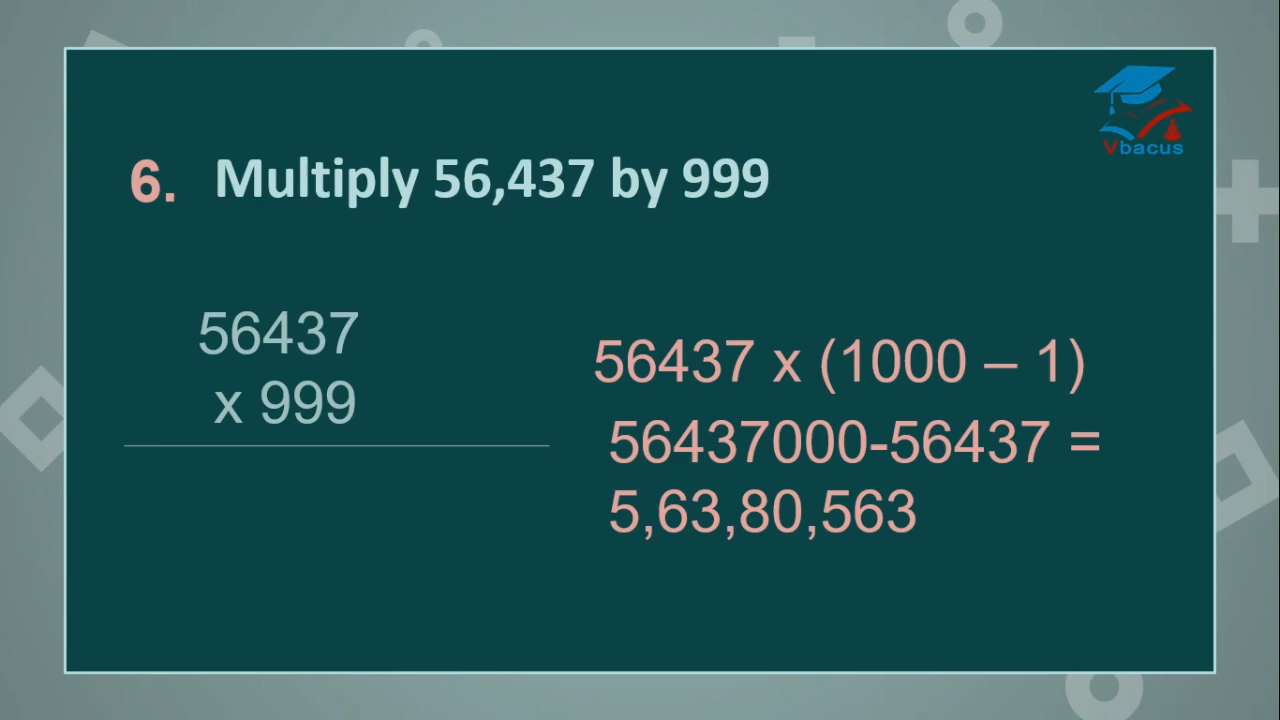 Vbacus
6. Multiply 56,437 by 999
56437
x 999
56437 x (1000 – 1)
56437000-56437 =
5,63,80,563